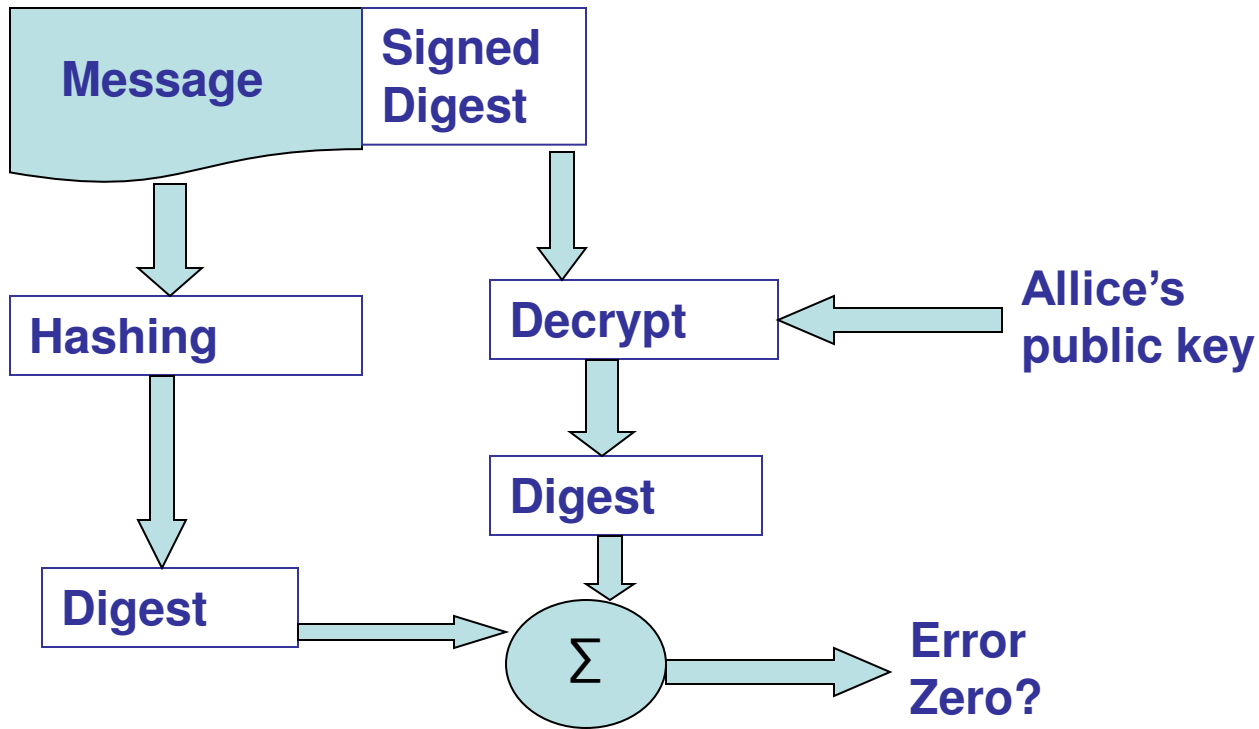 Message
Signed
Digest
Hashing
Decrypt
Allice’s
public key
Digest
Digest
Σ
Error
Zero?